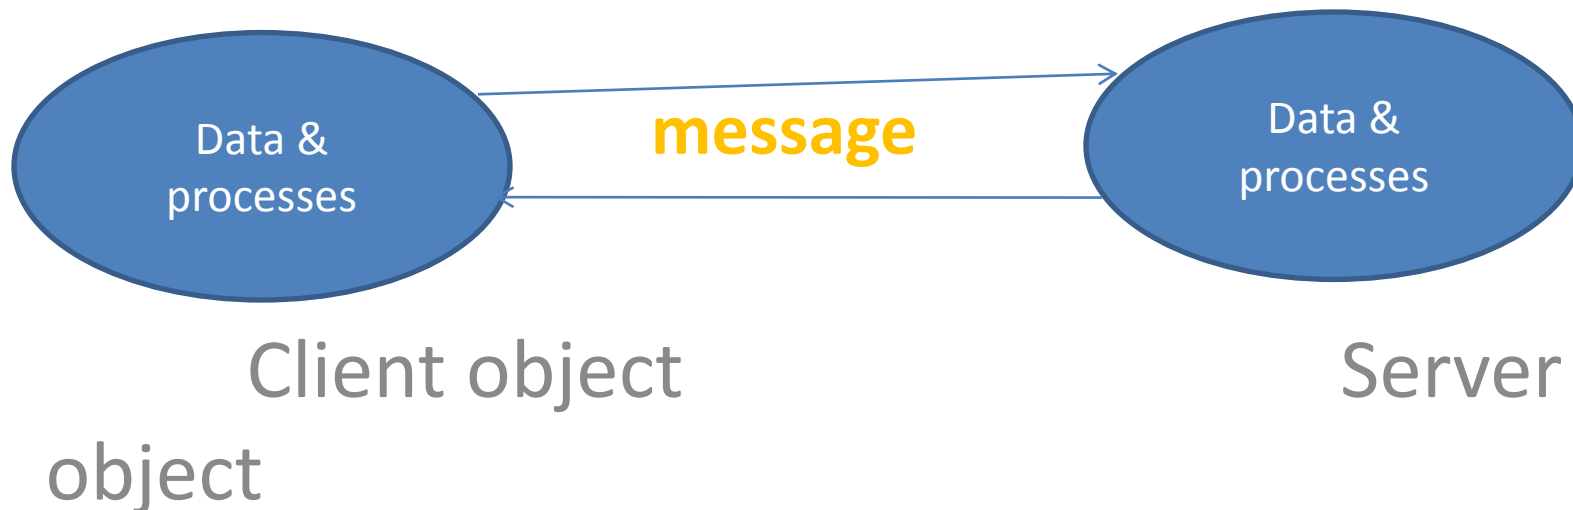 Data &
processes
message
Data &
processes
Client object Server
object